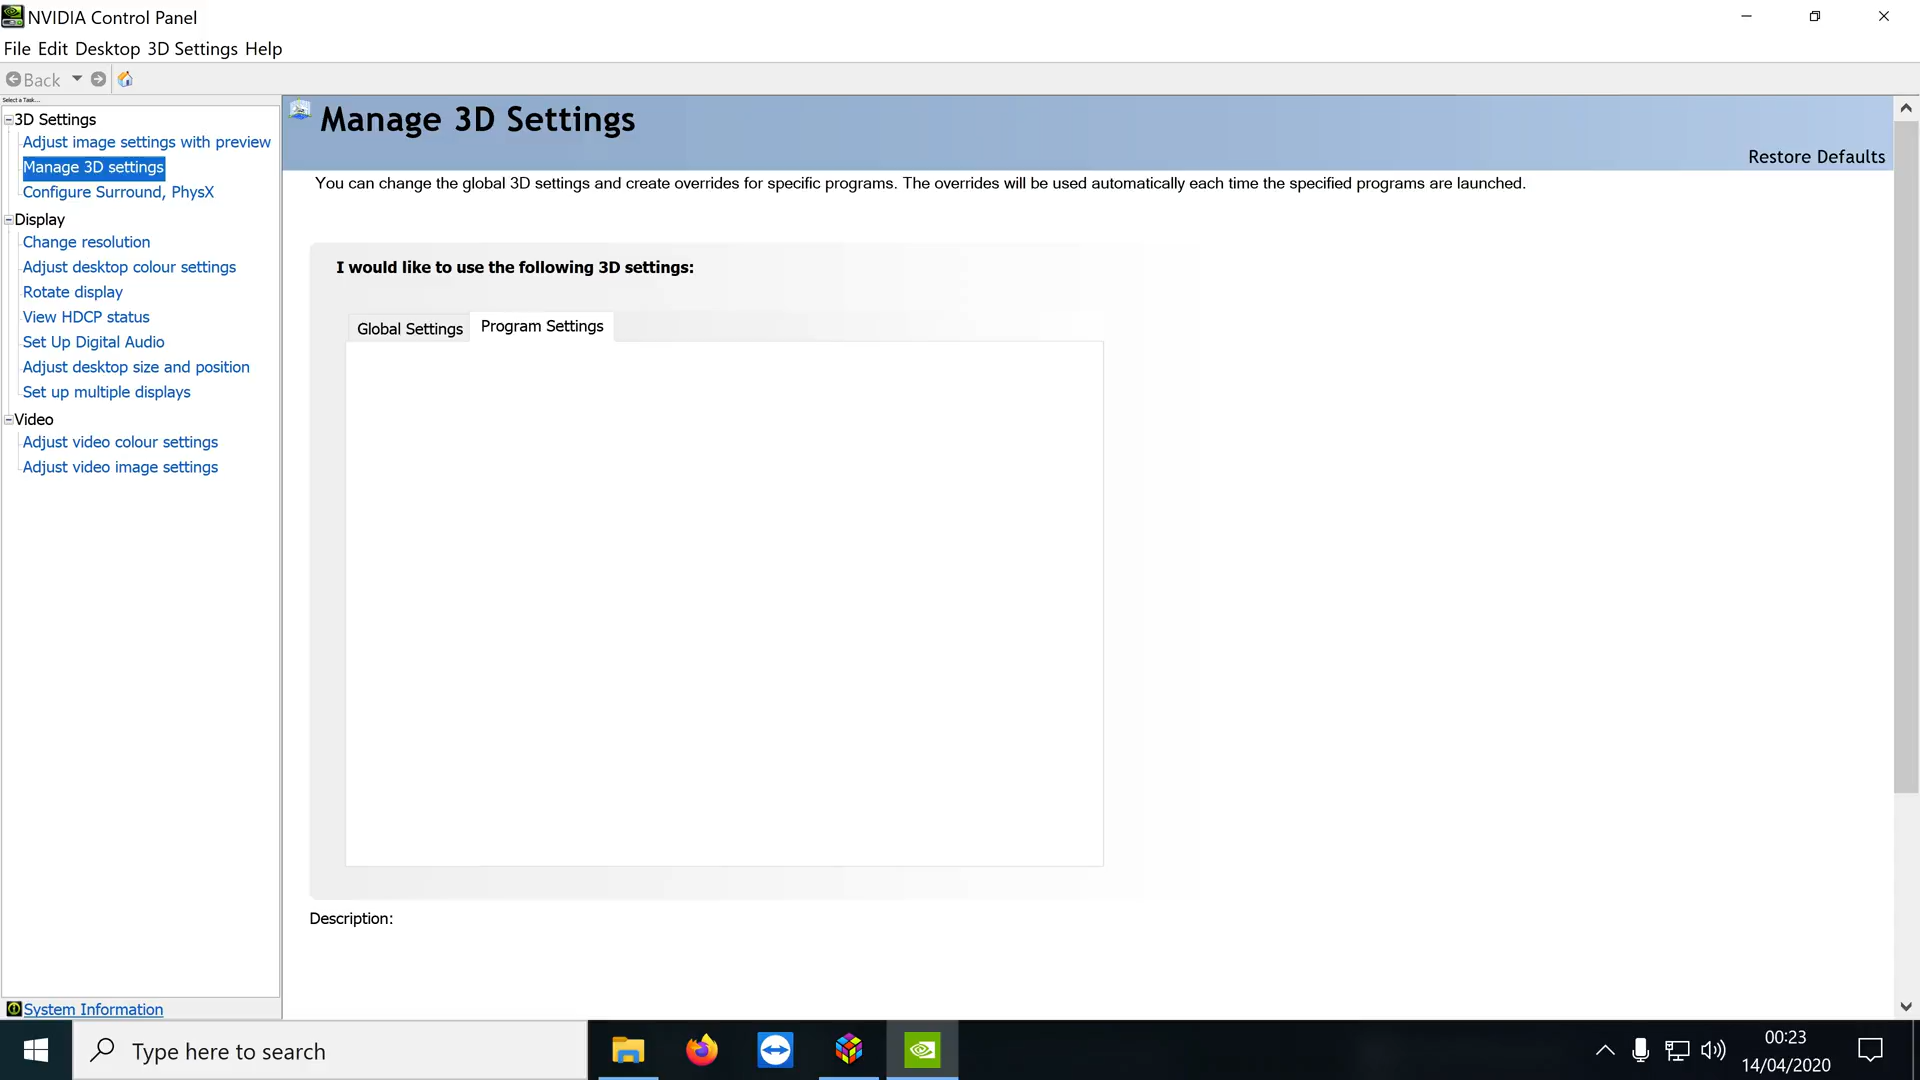 NVIDIA Control Panel
File Edit Desktop 3D Settings Help
Back
Select a Task...
3D Settings
Adjust image settings with preview
Manage 3D settings
Configure Surround, PhysX
Display
Change resolution
Adjust desktop colour settings
Rotate display
View HDCP status
Set Up Digital Audio
Adjust desktop size and position
Set up multiple displays
Video
Adjust video colour settings
Adjust video image settings
System Information
Manage 3D Settings
Restore Defaults
You can change the global 3D settings and create overrides for specific programs. The overrides will be used automatically each time the specified programs are launched.
I would like to use the following 3D settings:
Global Settings
Program Settings
Description:
Type here to search
00:23
14/04/2020